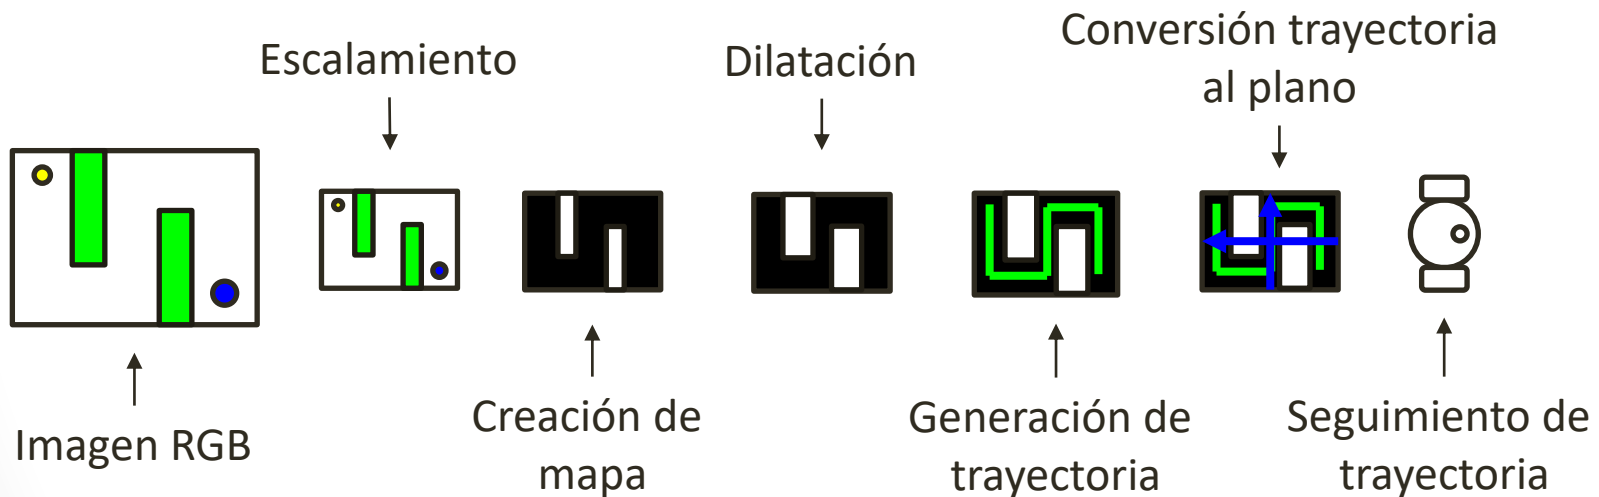 Imagen RGB
Escalamiento
Creación de
mapa
Dilatación
Generación de
trayectoria
Conversión trayectoria
al plano
Seguimiento de
trayectoria